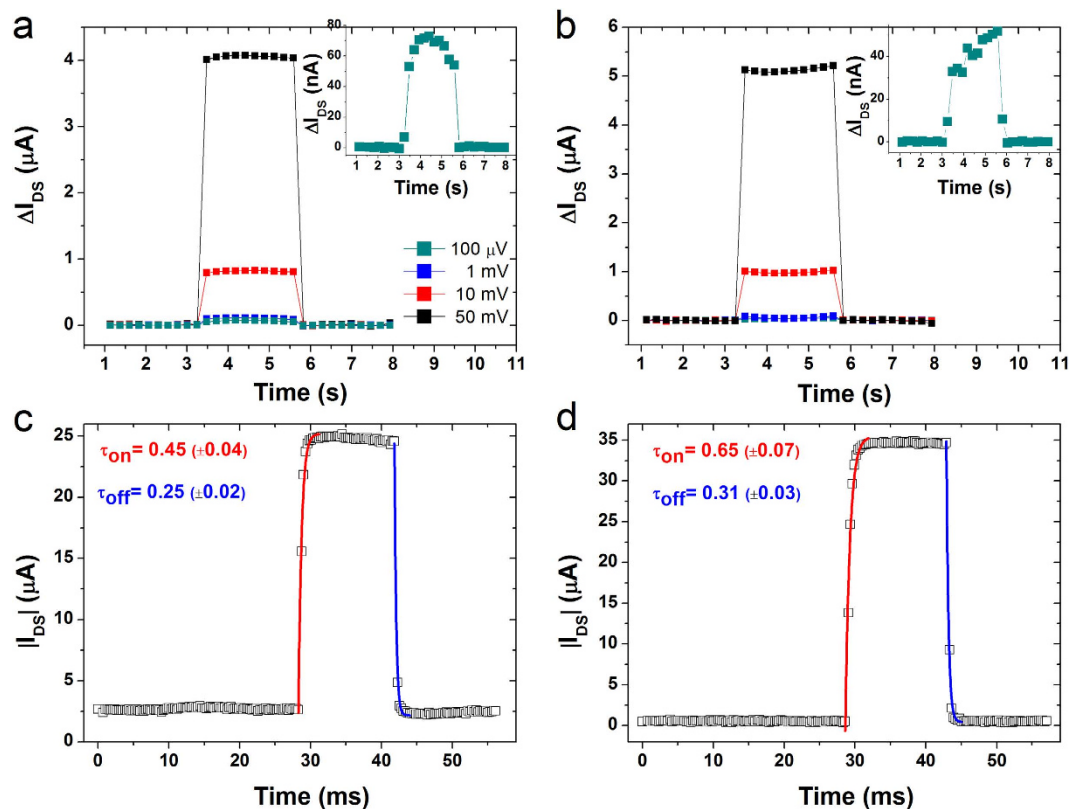 a
ΔI_DS (μA)
4
3
2
1
0
1 2 3 4 5 6 7 8 9 10 11
Time (s)
ΔI_DS (nA)
80
60
40
20
0
1 2 3 4 5 6 7 8
Time (s)
100 μV
1 mV
10 mV
50 mV
b
ΔI_DS (μA)
6
5
4
3
2
1
0
1 2 3 4 5 6 7 8 9 10 11
Time (s)
ΔI_DS (nA)
40
20
0
1 2 3 4 5 6 7 8
Time (s)
c
|I_DS| (μA)
25
20
15
10
5
0
0 10 20 30 40 50
Time (ms)
τ_on= 0.45 (±0.04)
τ_off= 0.25 (±0.02)
d
|I_DS| (μA)
35
30
25
20
15
10
5
0
0 10 20 30 40 50
Time (ms)
τ_on= 0.65 (±0.07)
τ_off= 0.31 (±0.03)